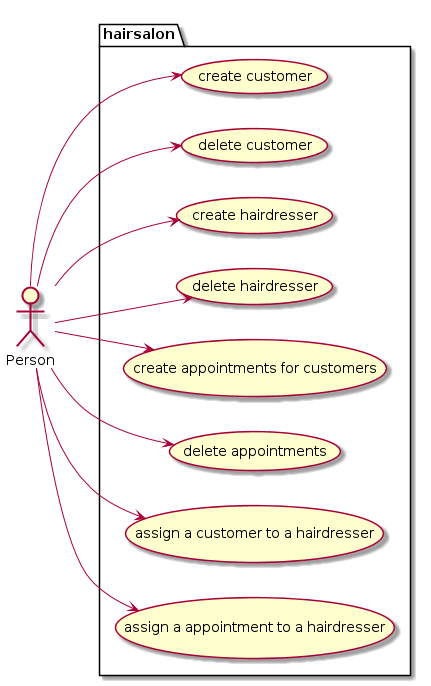 hairsalon
create customer
delete customer
create hairdresser
delete hairdresser
Person
create appointments for customers
delete appointments
assign a customer to a hairdresser
assign a appointment to a hairdresser